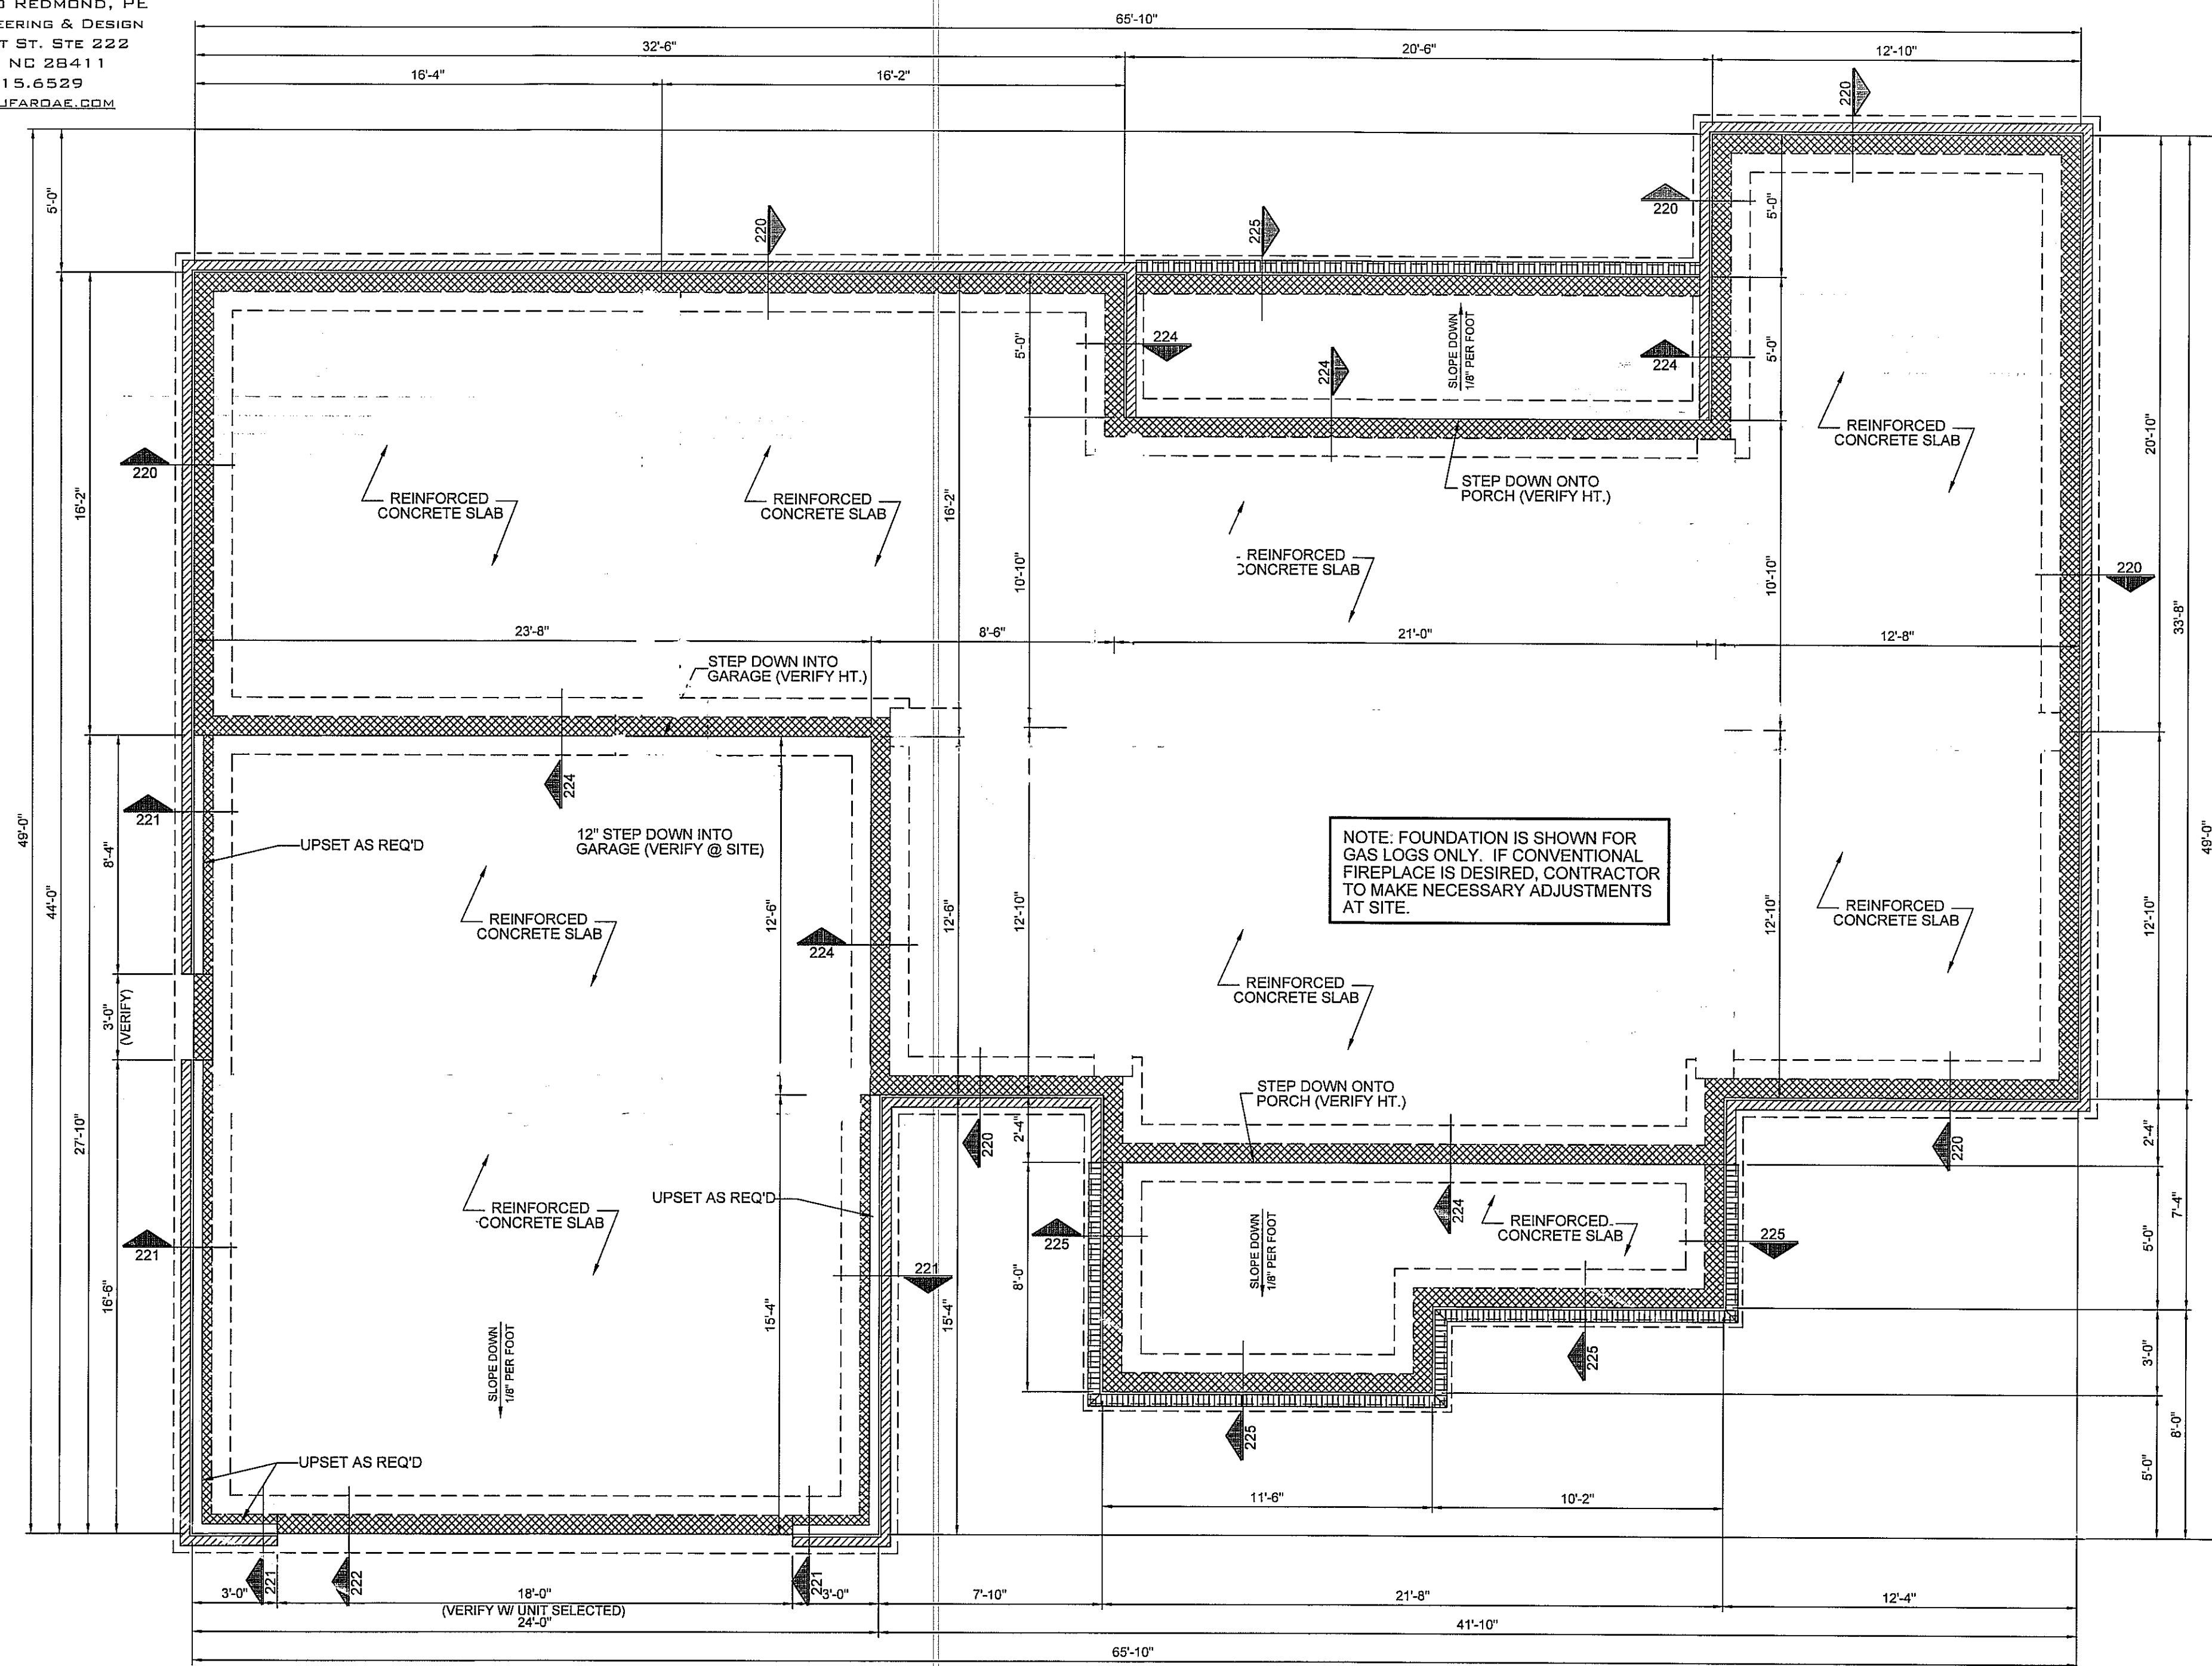 REDMOND, PE
EERING & DESIGN
T ST. STE 222
NC 28411
15.6529
UFAROAE.COM
65'-10"
32'-6"
20'-6"
12'-10"
16'-4"
16'-2"
220
5'-0"
220
225
220
5'-0"
224
5'-0"
224
SLOPE DOWN
1/8" PER FOOT
224
5'-0"
220
16'-2"
REINFORCED
CONCRETE SLAB
REINFORCED
CONCRETE SLAB
16'-2"
STEP DOWN ONTO
PORCH (VERIFY HT.)
REINFORCED
CONCRETE SLAB
20'-10"
10'-10"
REINFORCED
CONCRETE SLAB
10'-10"
220
33'-8"
23'-8"
8'-6"
21'-0"
12'-8"
STEP DOWN INTO
GARAGE (VERIFY HT.)
224
221
49'-0"
44'-0"
8'-4"
UPSET AS REQ'D
12" STEP DOWN INTO
GARAGE (VERIFY @ SITE)
NOTE: FOUNDATION IS SHOWN FOR
GAS LOGS ONLY. IF CONVENTIONAL
FIREPLACE IS DESIRED, CONTRACTOR
TO MAKE NECESSARY ADJUSTMENTS
AT SITE.
49'-0"
REINFORCED
CONCRETE SLAB
12'-6"
224
12'-6"
12'-10"
12'-10"
REINFORCED
CONCRETE SLAB
12'-10"
3'-0"
(VERIFY)
REINFORCED
CONCRETE SLAB
27'-10"
STEP DOWN ONTO
PORCH (VERIFY HT.)
220
2'-4"
220
2'-4"
221
16'-6"
REINFORCED
CONCRETE SLAB
UPSET AS REQ'D
221
225
8'-0"
SLOPE DOWN
1/8" PER FOOT
224
REINFORCED
CONCRETE SLAB
225
5'-0"
7'-4"
SLOPE DOWN
1/8" PER FOOT
15'-4"
15'-4"
225
225
3'-0"
8'-0"
5'-0"
UPSET AS REQ'D
11'-6"
10'-2"
221
222
221
3'-0"
18'-0"
(VERIFY W/ UNIT SELECTED)
3'-0"
7'-10"
21'-8"
12'-4"
24'-0"
41'-10"
65'-10"